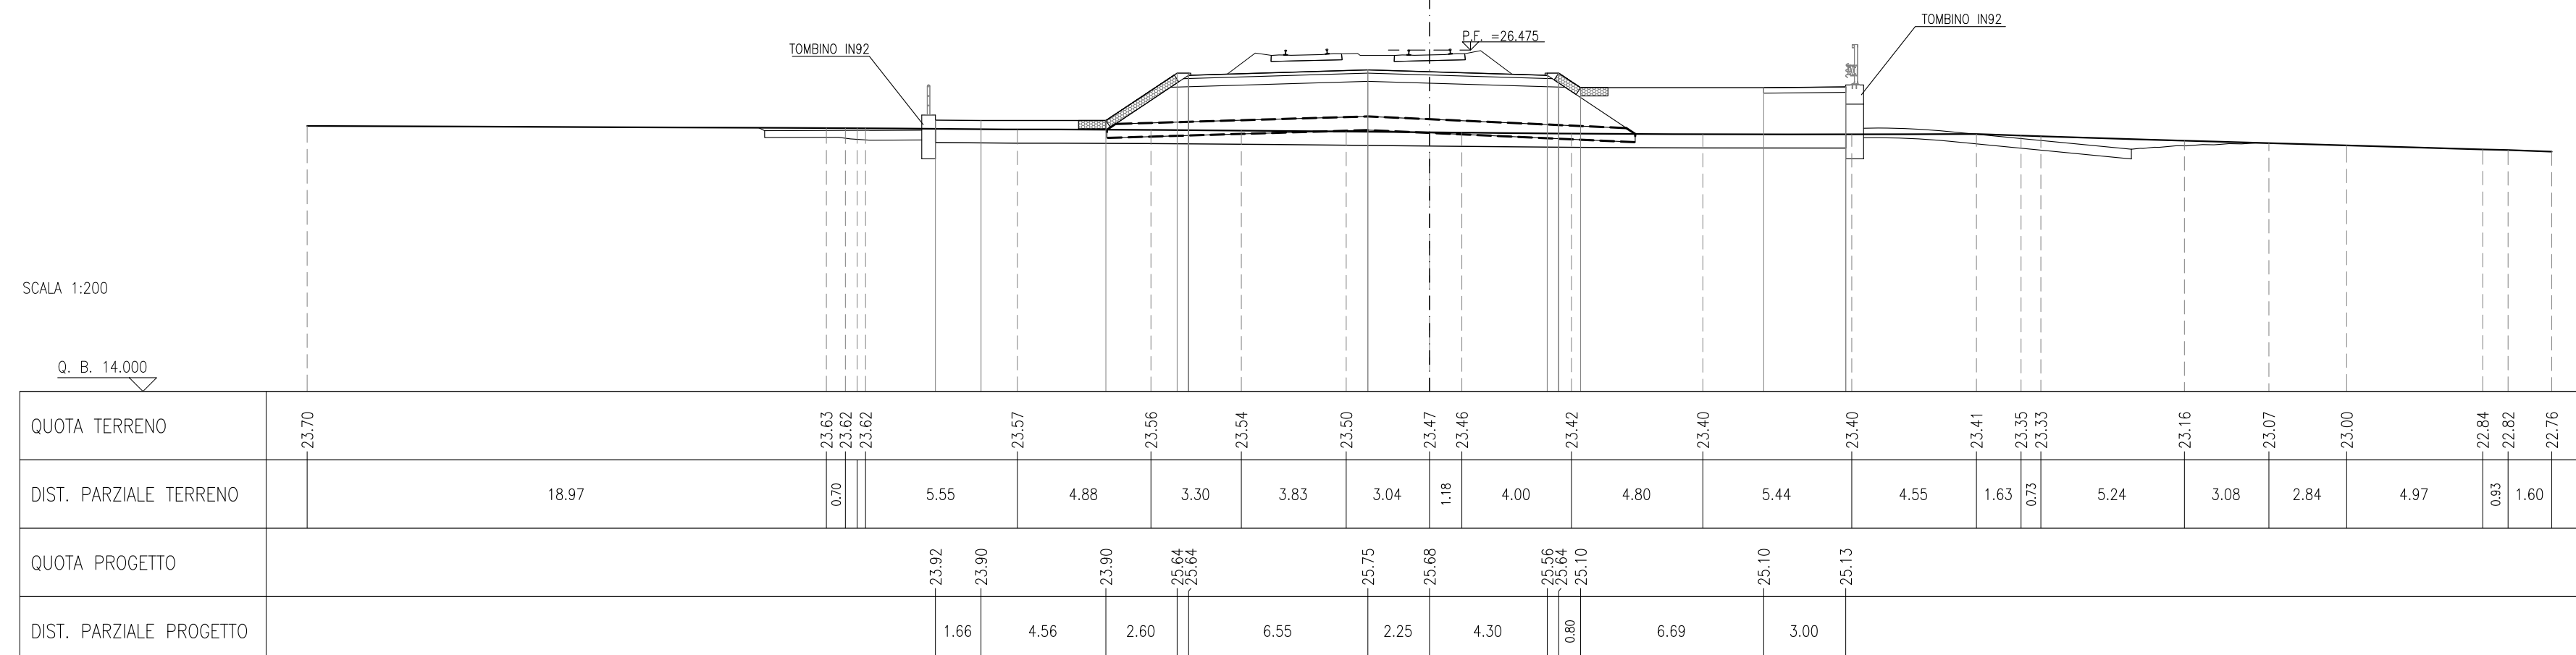 TOMBINO IN92
P.F. =26.475
TOMBINO IN92
SCALA 1:200
Q. B. 14.000
QUOTA TERRENO 23.70 23.63 23.62 23.62 23.57 23.56 23.54 23.50 23.47 23.46 23.42 23.40 23.40 23.41 23.35 23.33 23.16 23.07 23.00 22.84 22.82 22.76
DIST. PARZIALE TERRENO 18.97 0.70 5.55 4.88 3.30 3.83 3.04 1.18 4.00 4.80 5.44 4.55 1.63 0.73 5.24 3.08 2.84 4.97 0.93 1.60
QUOTA PROGETTO 23.92 23.90 23.90 25.64 25.64 25.75 25.68 25.56 25.64 25.10 25.10 25.13
DIST. PARZIALE PROGETTO 1.66 4.56 2.60 6.55 2.25 4.30 0.80 6.69 3.00